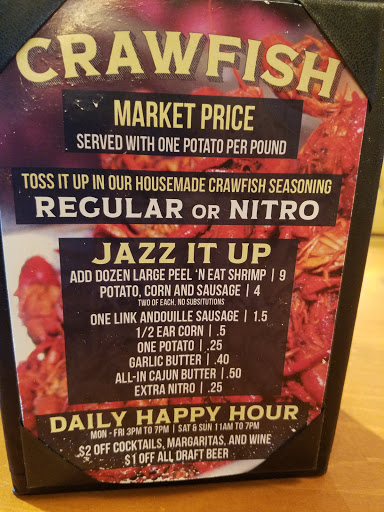 CRAWFISH
MARKET PRICE
SERVED WITH ONE POTATO PER POUND
TOSS IT UP IN OUR HOUSEMADE CRAWFISH SEASONING
REGULAR OR NITRO
JAZZ IT UP
ADD DOZEN LARGE PEEL 'N EAT SHRIMP | 9
POTATO, CORN AND SAUSAGE | 4
TWO OF EACH. NO SUBSITUTIONS
ONE LINK ANDOUILLE SAUSAGE | 1.5
1/2 EAR CORN | .5
ONE POTATO | .25
GARLIC BUTTER | .40
ALL-IN CAJUN BUTTER | .50
EXTRA NITRO | .25
DAILY HAPPY HOUR
MON - FRI 3PM TO 7PM | SAT & SUN 11AM TO 7PM
$2 OFF COCKTAILS, MARGARITAS, AND WINE
$1 OFF ALL DRAFT BEER